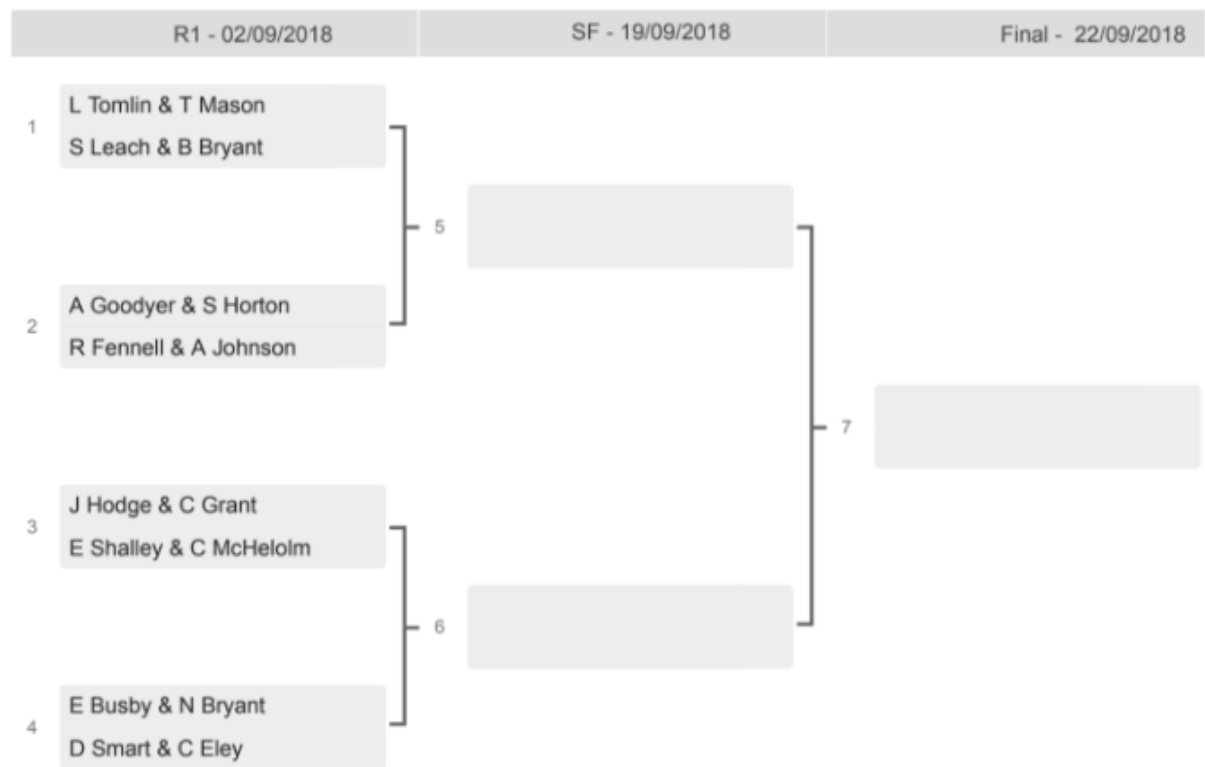 R1 - 02/09/2018
SF - 19/09/2018
Final - 22/09/2018
1
L Tomlin & T Mason
S Leach & B Bryant
5
2
A Goodyer & S Horton
R Fennell & A Johnson
7
3
J Hodge & C Grant
E Shalley & C McHelolm
6
4
E Busby & N Bryant
D Smart & C Eley